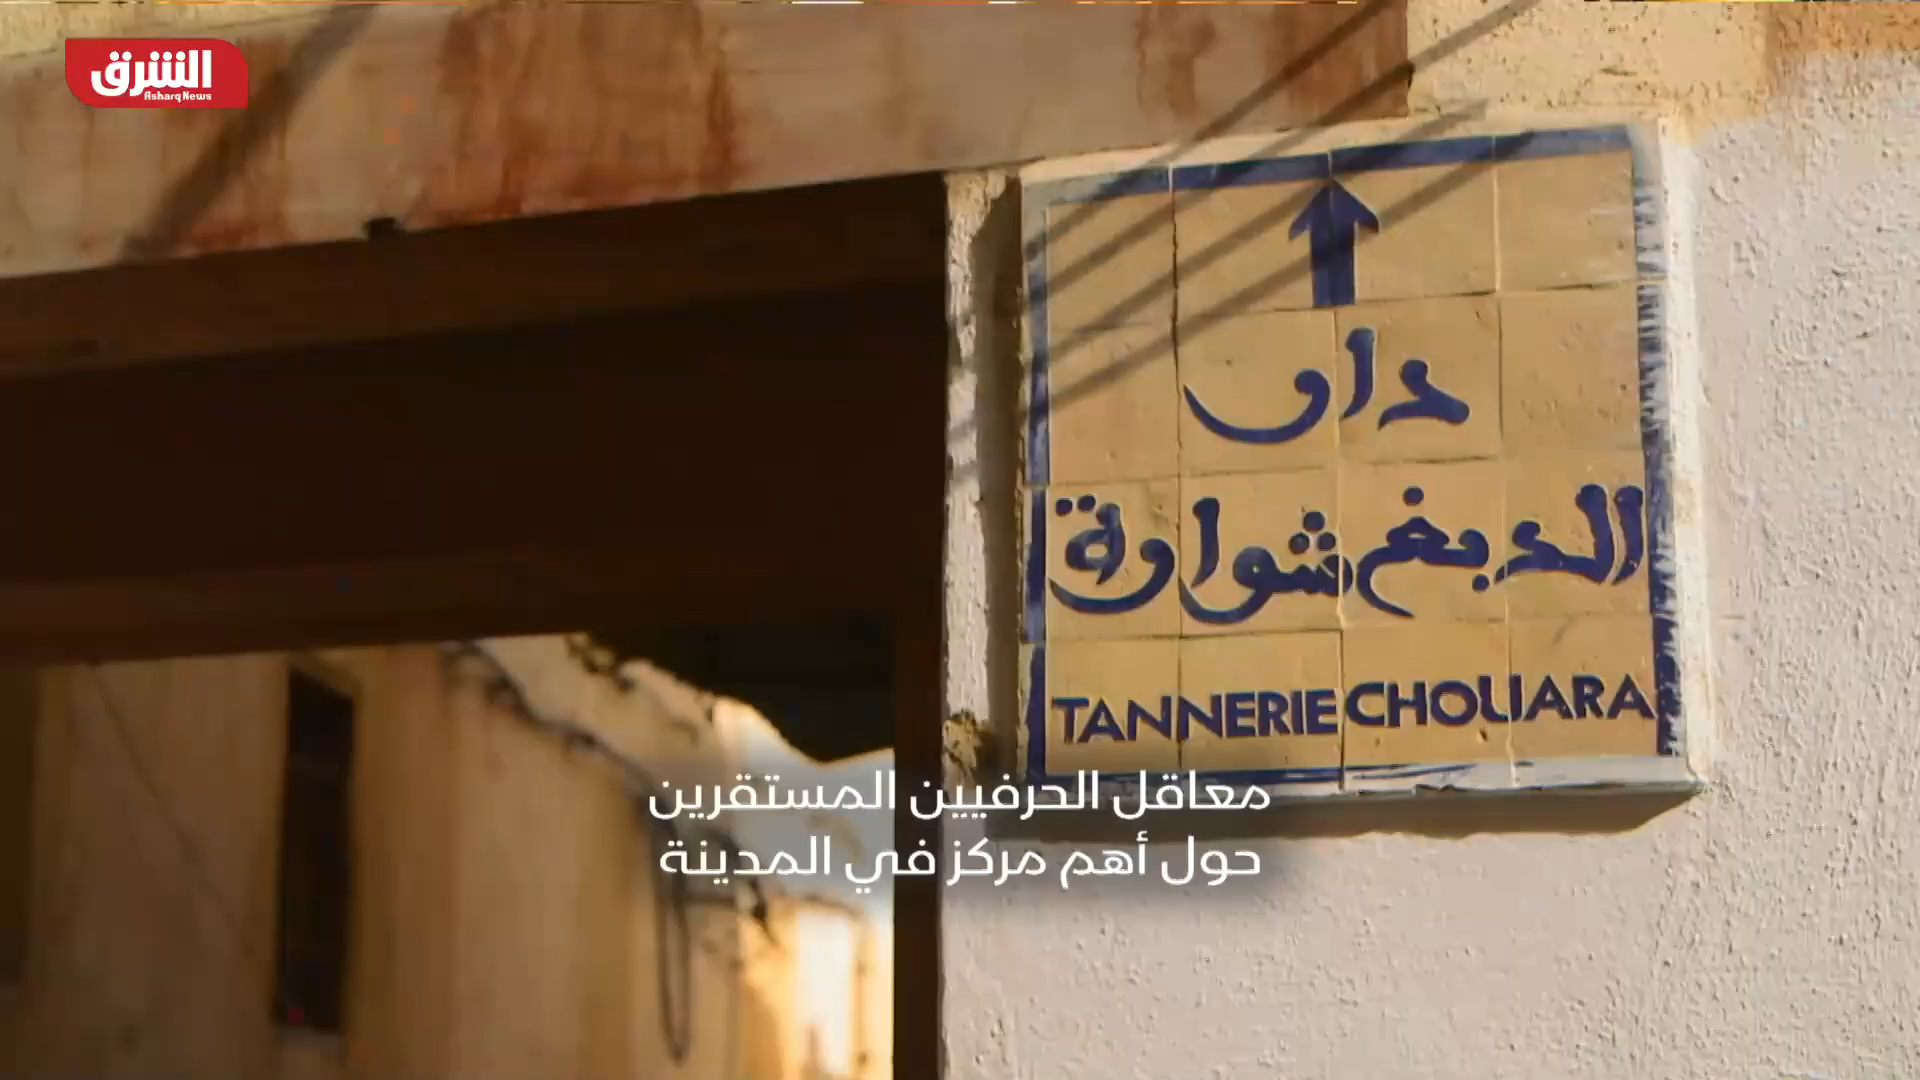 الشرق
Asharq News
دار
الدبغ شوارة
TANNERIE CHOUARA
معاقل الحرفيين المستقرين
حول أهم مركز في المدينة